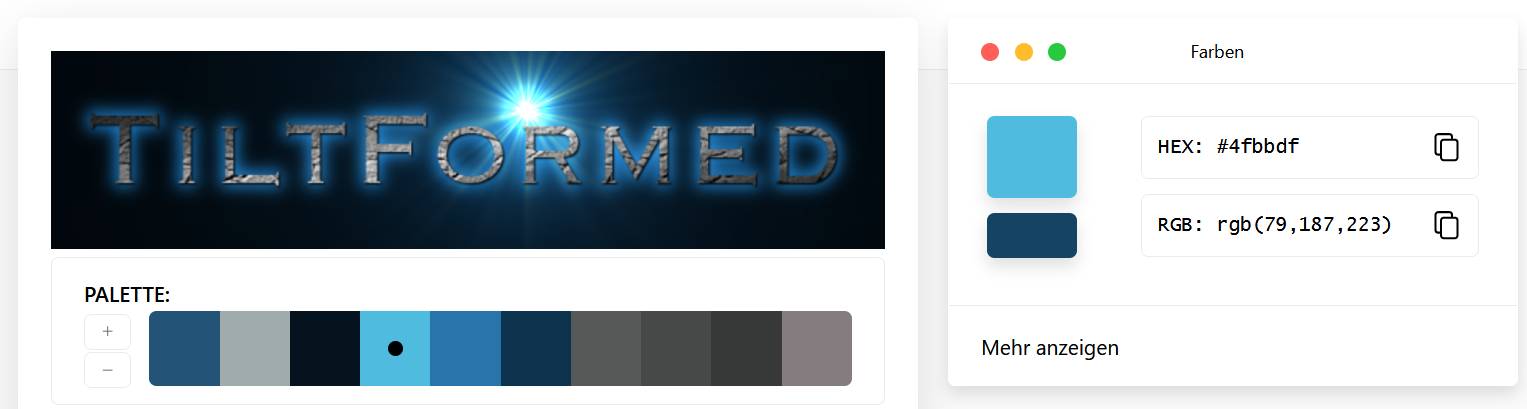 TILTFORMED
PALETTE:
+
−
Farben
HEX: #4fbbdf
RGB: rgb(79,187,223)
Mehr anzeigen